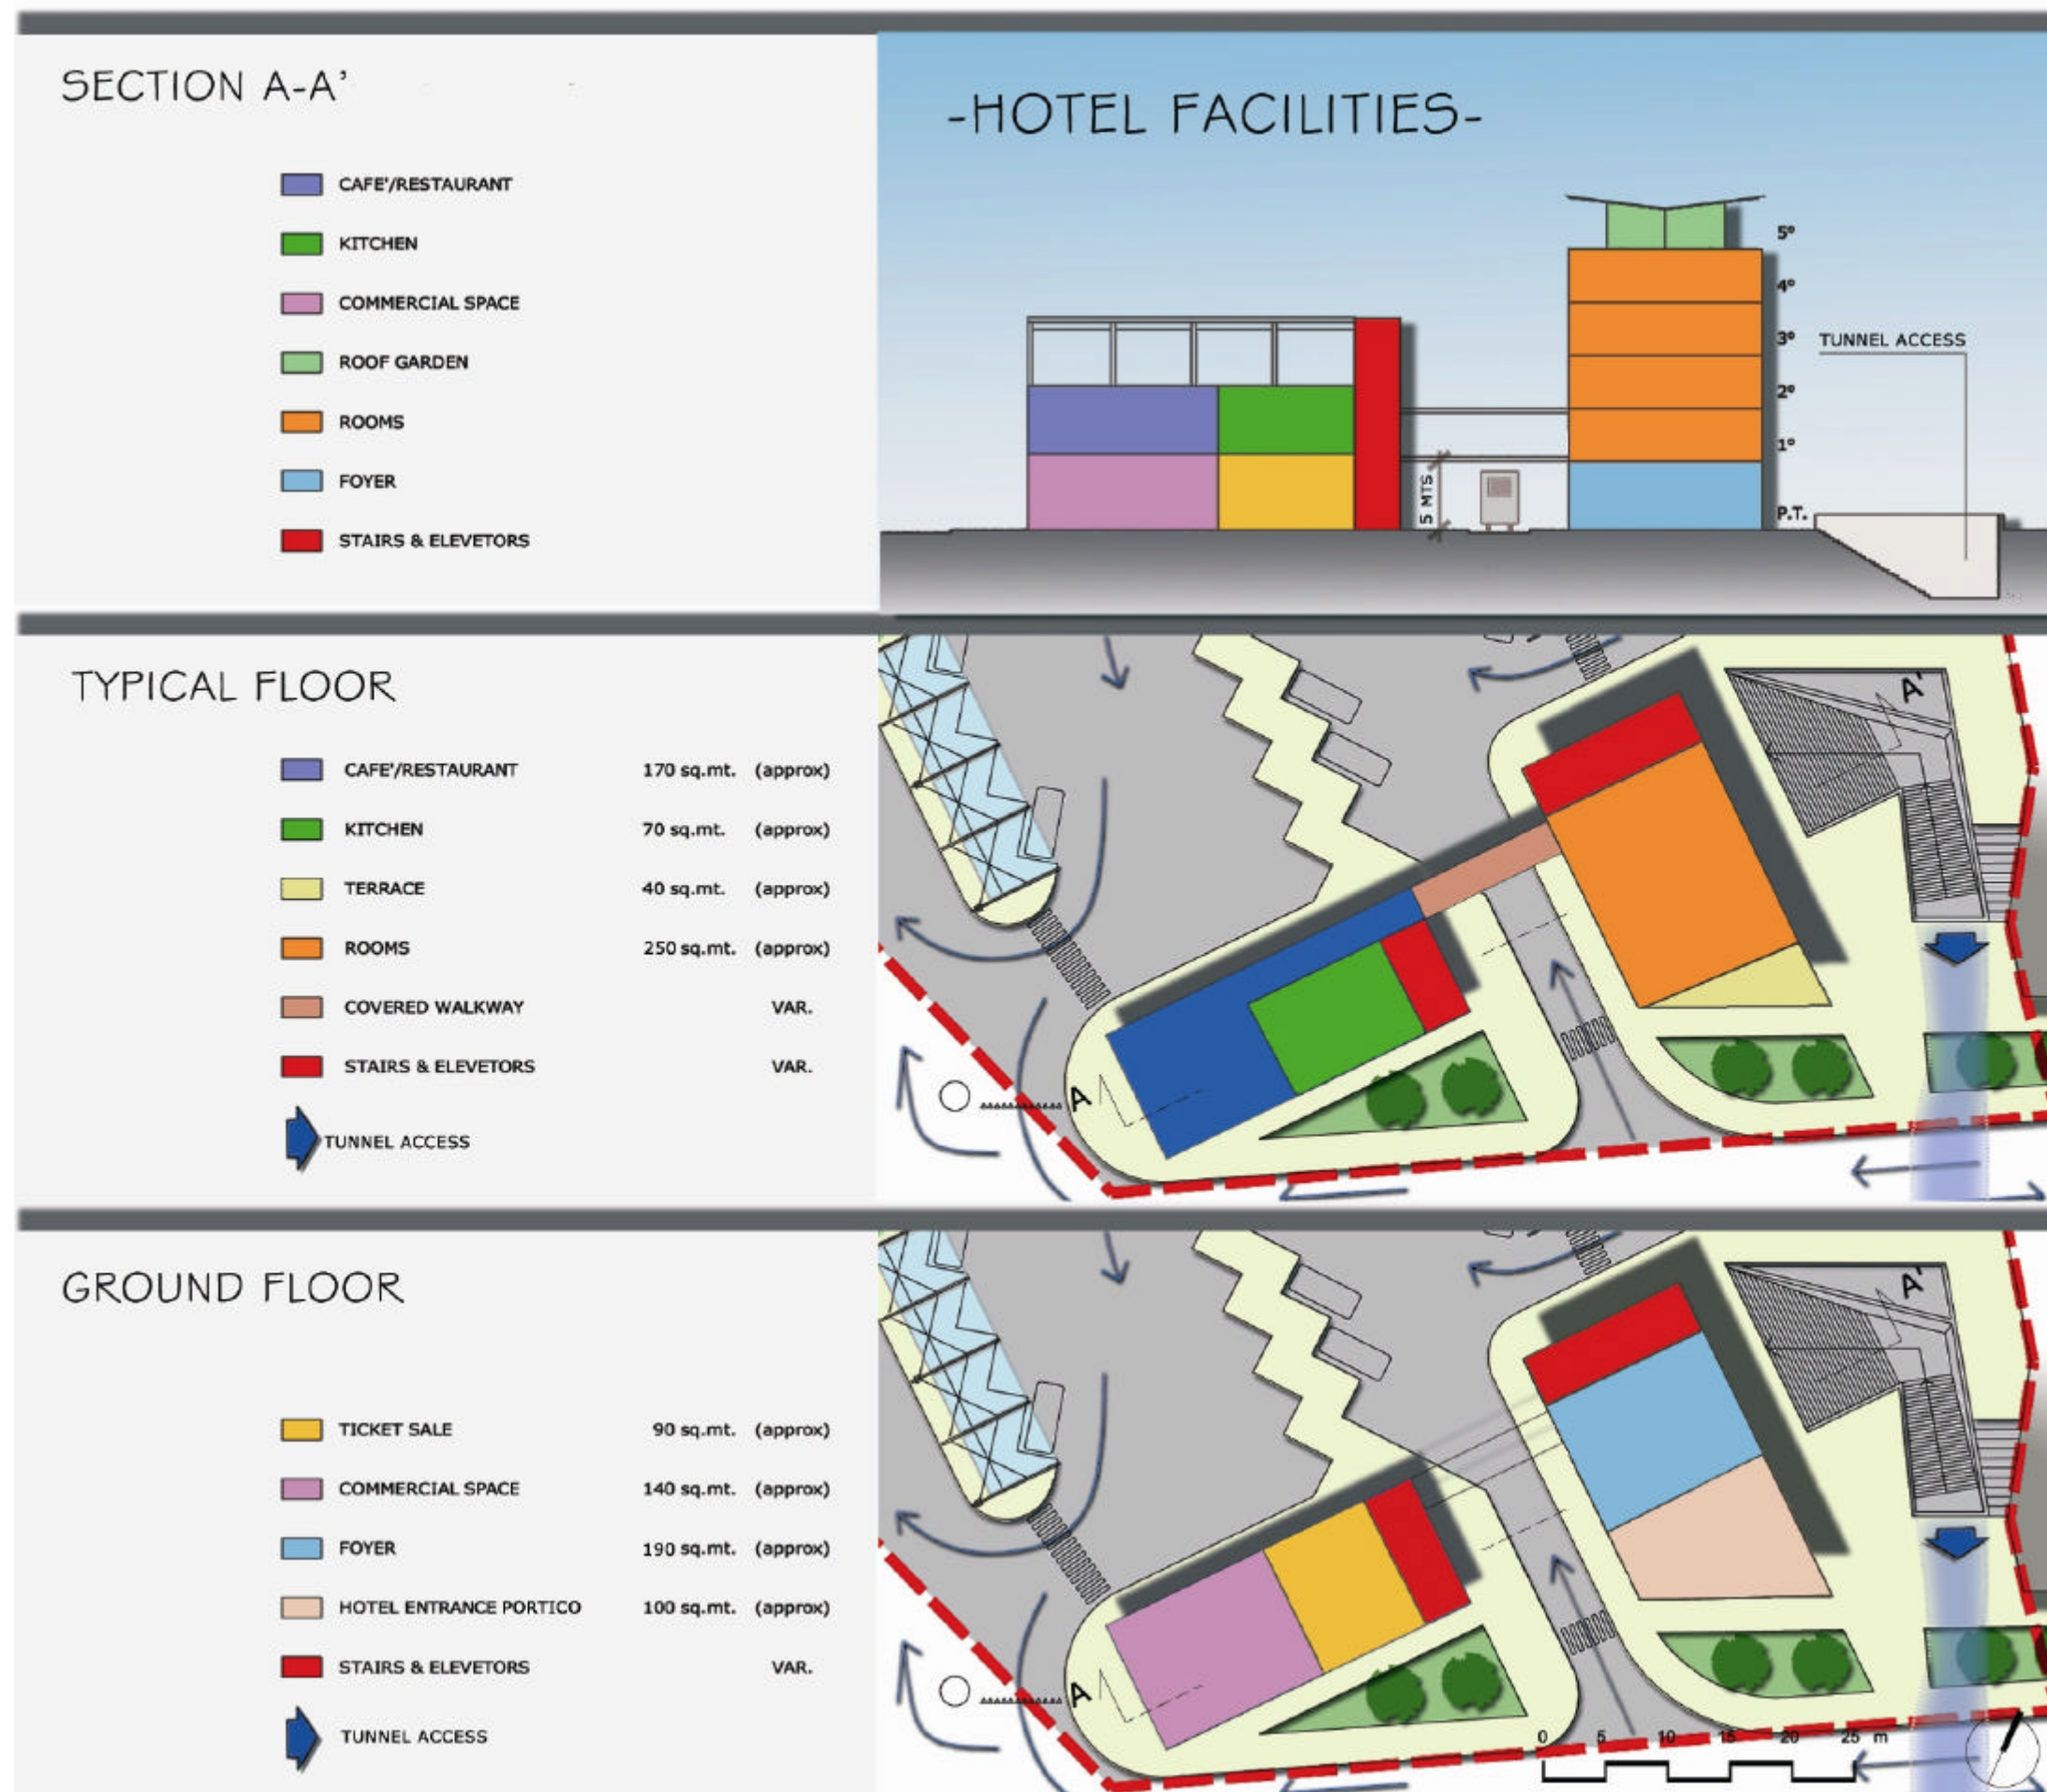 SECTION A-A'
CAFE'/RESTAURANT
KITCHEN
COMMERCIAL SPACE
ROOF GARDEN
ROOMS
FOYER
STAIRS & ELEVETORS
-HOTEL FACILITIES-
5°
4°
3°
2°
1°
P.T.
TUNNEL ACCESS
5 MTS
TYPICAL FLOOR
CAFE'/RESTAURANT 170 sq.mt. (approx)
KITCHEN 70 sq.mt. (approx)
TERRACE 40 sq.mt. (approx)
ROOMS 250 sq.mt. (approx)
COVERED WALKWAY VAR.
STAIRS & ELEVETORS VAR.
TUNNEL ACCESS
A'
A
GROUND FLOOR
TICKET SALE 90 sq.mt. (approx)
COMMERCIAL SPACE 140 sq.mt. (approx)
FOYER 190 sq.mt. (approx)
HOTEL ENTRANCE PORTICO 100 sq.mt. (approx)
STAIRS & ELEVETORS VAR.
TUNNEL ACCESS
A'
A
0 5 10 15 20 25 m